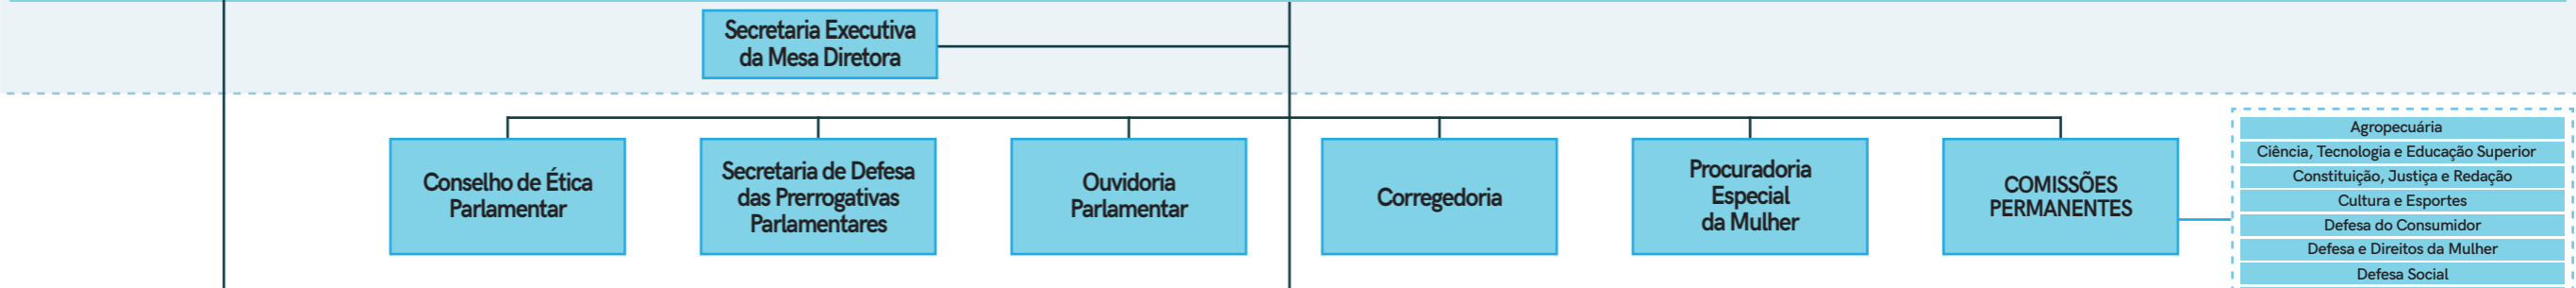 Secretaria Executiva
da Mesa Diretora
Conselho de Ética
Parlamentar
Secretaria de Defesa
das Prerrogativas
Parlamentares
Ouvidoria
Parlamentar
Corregedoria
Procuradoria
Especial
da Mulher
COMISSÕES
PERMANENTES
Agropecuária
Ciência, Tecnologia e Educação Superior
Constituição, Justiça e Redação
Cultura e Esportes
Defesa do Consumidor
Defesa e Direitos da Mulher
Defesa Social